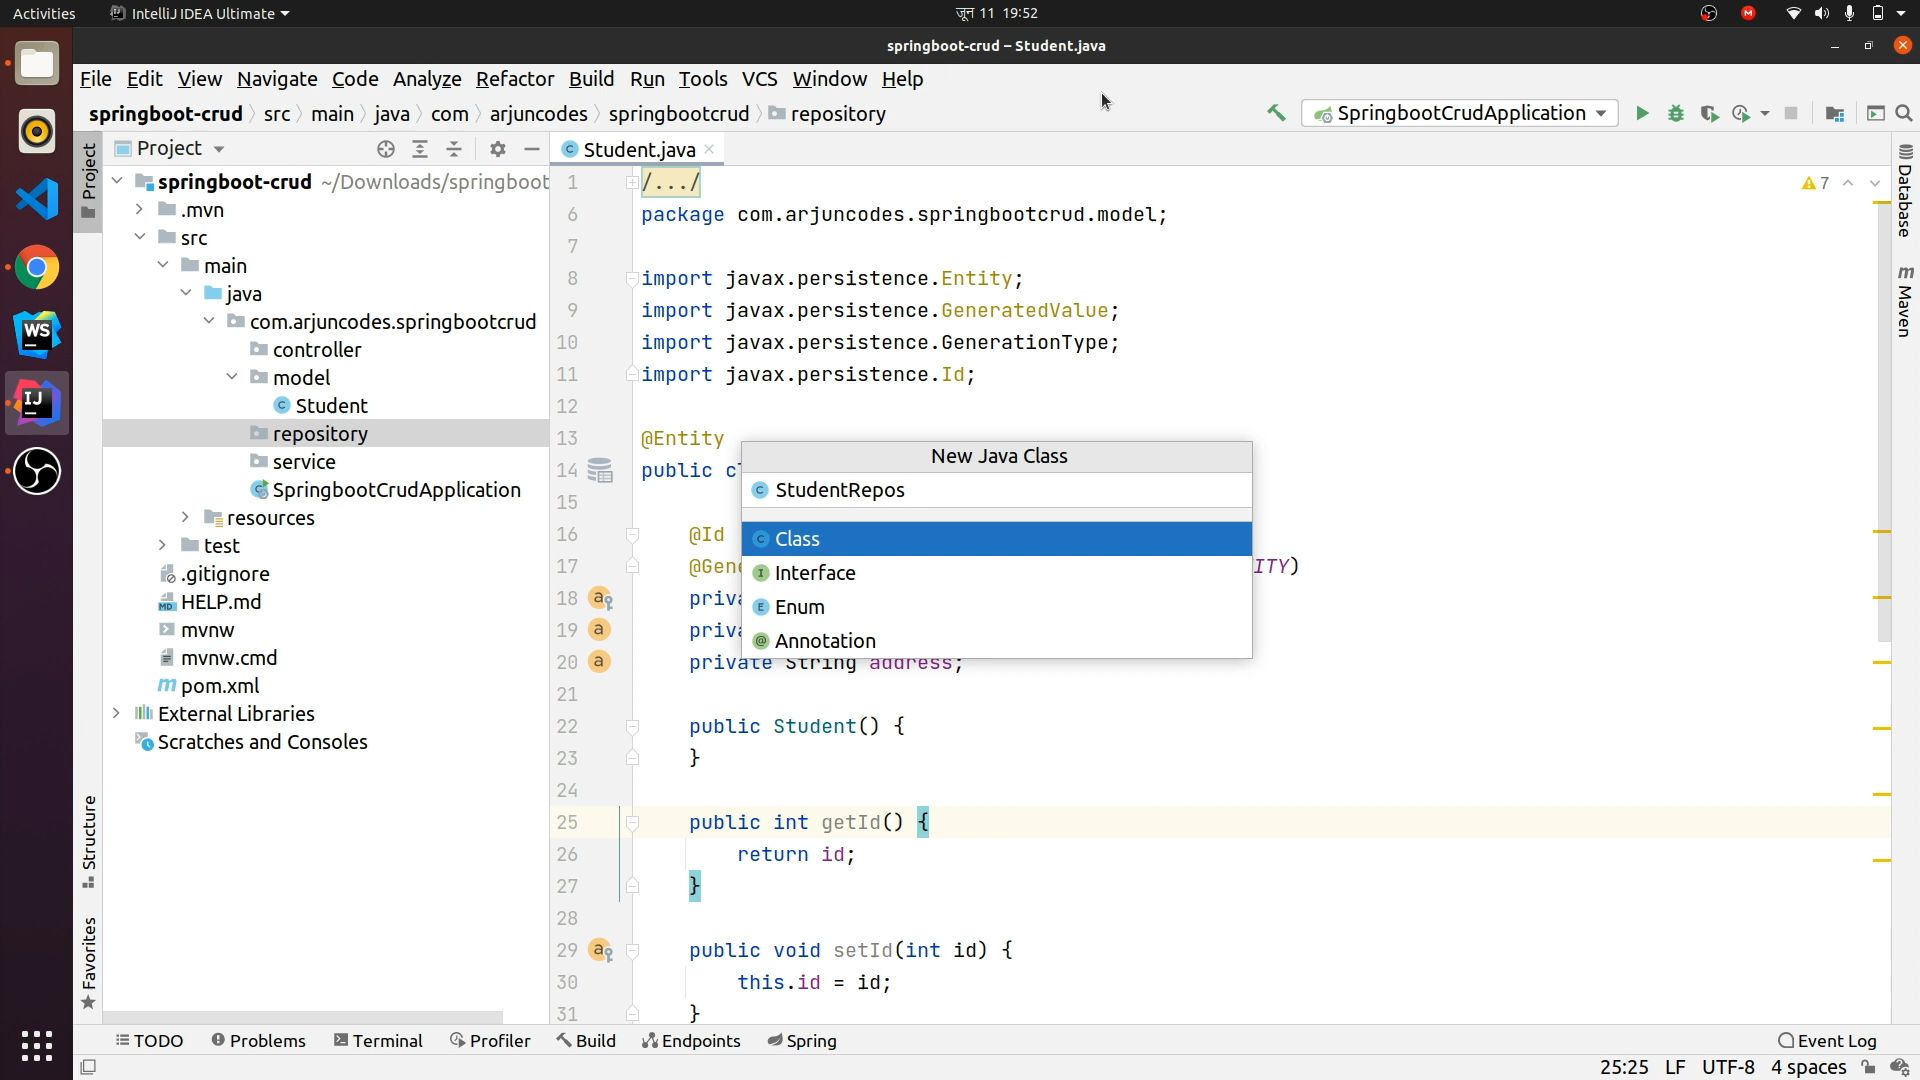 Activities
IntelliJ IDEA Ultimate
जून 11 19:52
springboot-crud – Student.java
File Edit View Navigate Code Analyze Refactor Build Run Tools VCS Window Help
springboot-crud src main java com arjuncodes springbootcrud repository
SpringbootCrudApplication
Project
Project
Student.java
springboot-crud ~/Downloads/springboot
.mvn
src
main
java
com.arjuncodes.springbootcrud
controller
model
Student
repository
service
SpringbootCrudApplication
resources
test
.gitignore
HELP.md
mvnw
mvnw.cmd
pom.xml
External Libraries
Scratches and Consoles
Structure
Favorites
1 /.../
6 package com.arjuncodes.springbootcrud.model;
7
8 import javax.persistence.Entity;
9 import javax.persistence.GeneratedValue;
10 import javax.persistence.GenerationType;
11 import javax.persistence.Id;
12
13 @Entity
14 public cl
15
16 @Id
17 @Gene ITY)
18 priva
19 priva
20 private String address;
21
22 public Student() {
23 }
24
25 public int getId() {
26 return id;
27 }
28
29 public void setId(int id) {
30 this.id = id;
31 }
New Java Class
StudentRepos
Class
Interface
Enum
Annotation
7
Database
Maven
TODO Problems Terminal Profiler Build Endpoints Spring Event Log
25:25 LF UTF-8 4 spaces